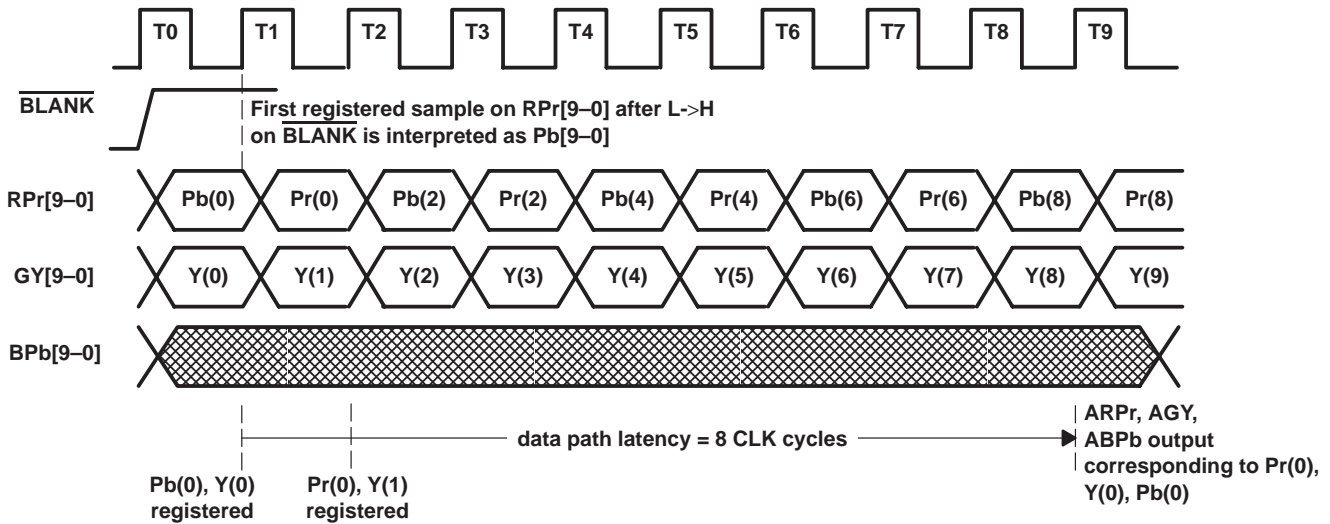 T0 T1 T2 T3 T4 T5 T6 T7 T8 T9
BLANK
First registered sample on RPr[9–0] after L->H
on BLANK is interpreted as Pb[9–0]
RPr[9–0] Pb(0) Pr(0) Pb(2) Pr(2) Pb(4) Pr(4) Pb(6) Pr(6) Pb(8) Pr(8)
GY[9–0] Y(0) Y(1) Y(2) Y(3) Y(4) Y(5) Y(6) Y(7) Y(8) Y(9)
BPb[9–0]
data path latency = 8 CLK cycles
ARPr, AGY,
ABPb output
corresponding to Pr(0),
Y(0), Pb(0)
Pb(0), Y(0)
registered
Pr(0), Y(1)
registered